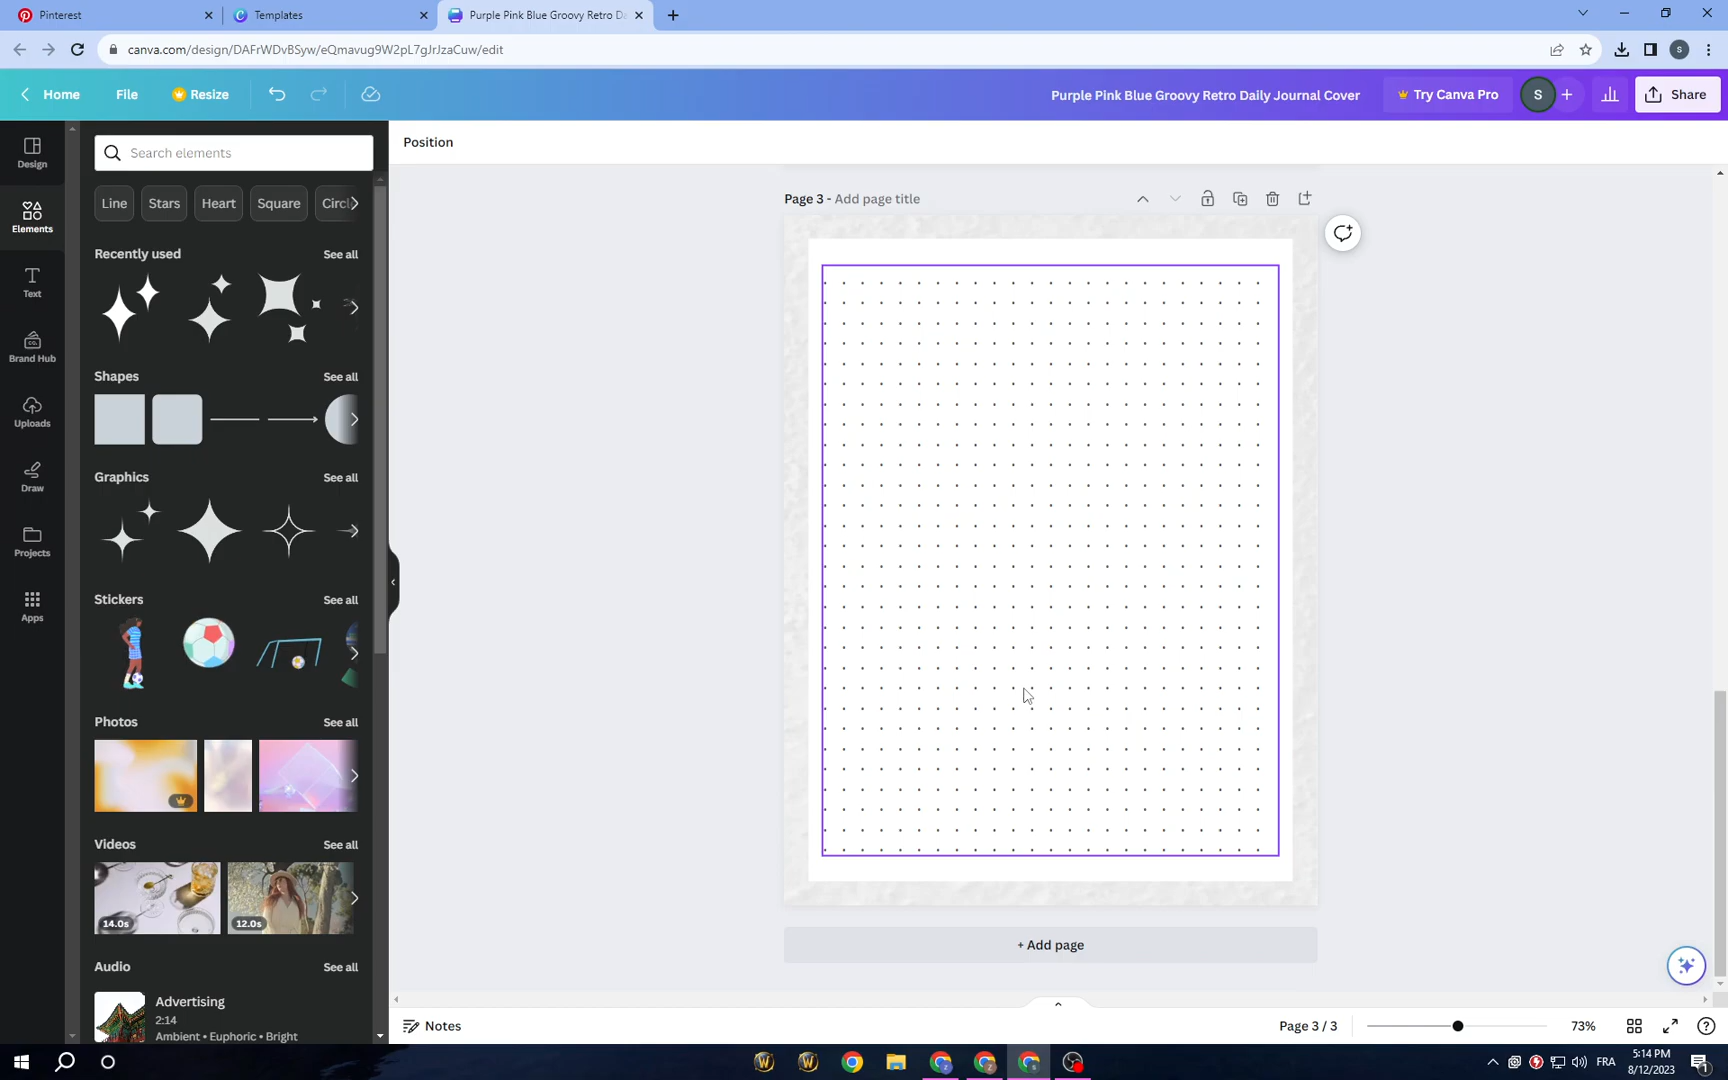 Pinterest
Templates
Purple Pink Blue Groovy Retro Da
canva.com/design/DAFrWDvBSyw/eQmavug9W2pL7gJrJzaCuw/edit
S
Home
File
Resize
Purple Pink Blue Groovy Retro Daily Journal Cover
Try Canva Pro
S
Share
Design
Elements
Text
Brand Hub
Uploads
Draw
Projects
Apps
Search elements
Line
Stars
Heart
Square
Circl
Recently used
See all
Shapes
See all
Graphics
See all
Stickers
See all
Photos
See all
Videos
See all
14.0s
12.0s
Audio
See all
Advertising
2:14
Ambient • Euphoric • Bright
Position
Page 3 - Add page title
+ Add page
Notes
Page 3 / 3
73%
FRA
5:14 PM
8/12/2023
1